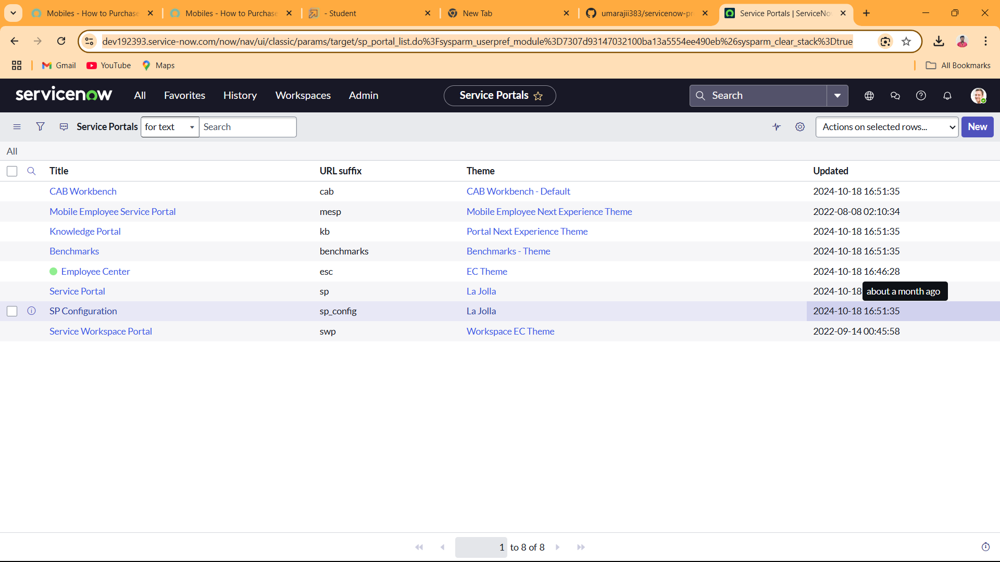 Mobiles - How to Purchase
Mobiles - How to Purchase
- Student
New Tab
umarajii383/servicenow-pr
Service Portals | ServiceNo
dev192393.service-now.com/now/nav/ui/classic/params/target/sp_portal_list.do%3Fsysparm_userpref_module%3D7307d93147032100ba13a5554ee490eb%26sysparm_clear_stack%3Dtrue
Gmail
YouTube
Maps
All Bookmarks
servicenow
All
Favorites
History
Workspaces
Admin
Service Portals
Search
Service Portals
for text
Search
Actions on selected rows...
New
All
Title URL suffix Theme Updated
CAB Workbench cab CAB Workbench - Default 2024-10-18 16:51:35
Mobile Employee Service Portal mesp Mobile Employee Next Experience Theme 2022-08-08 02:10:34
Knowledge Portal kb Portal Next Experience Theme 2024-10-18 16:51:35
Benchmarks benchmarks Benchmarks - Theme 2024-10-18 16:51:35
Employee Center esc EC Theme 2024-10-18 16:46:28
Service Portal sp La Jolla 2024-10-18 about a month ago
SP Configuration sp_config La Jolla 2024-10-18 16:51:35
Service Workspace Portal swp Workspace EC Theme 2022-09-14 00:45:58
1 to 8 of 8